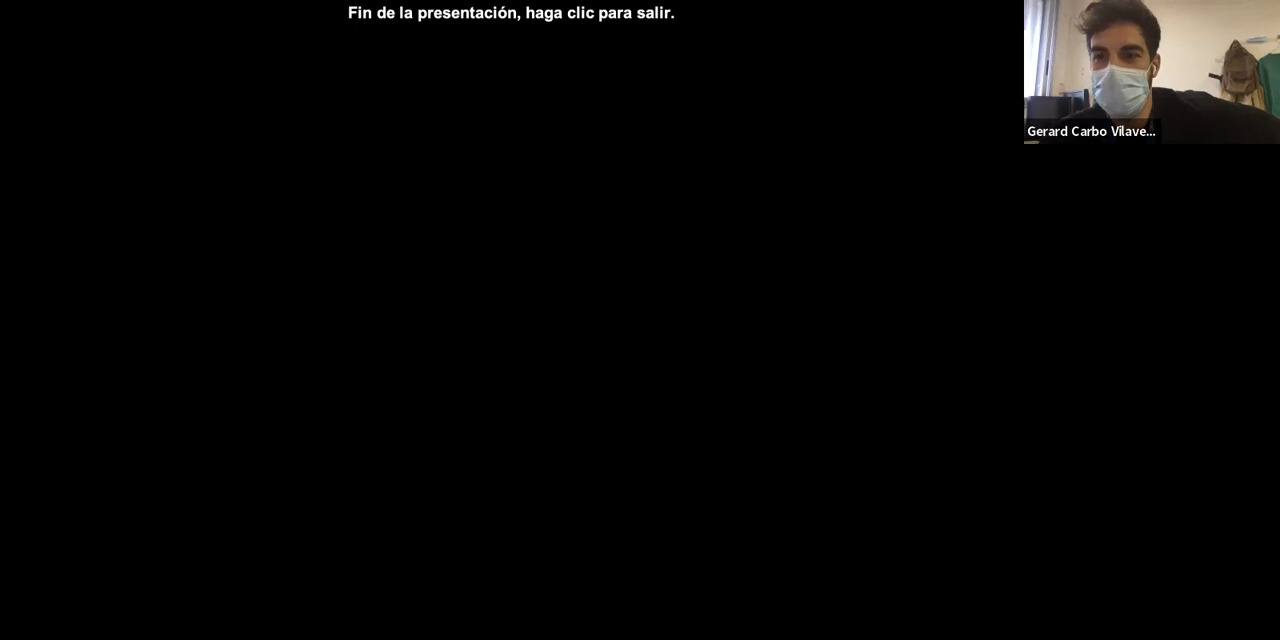 Fin de la presentación, haga clic para salir.
Gerard Carbo Vilave...